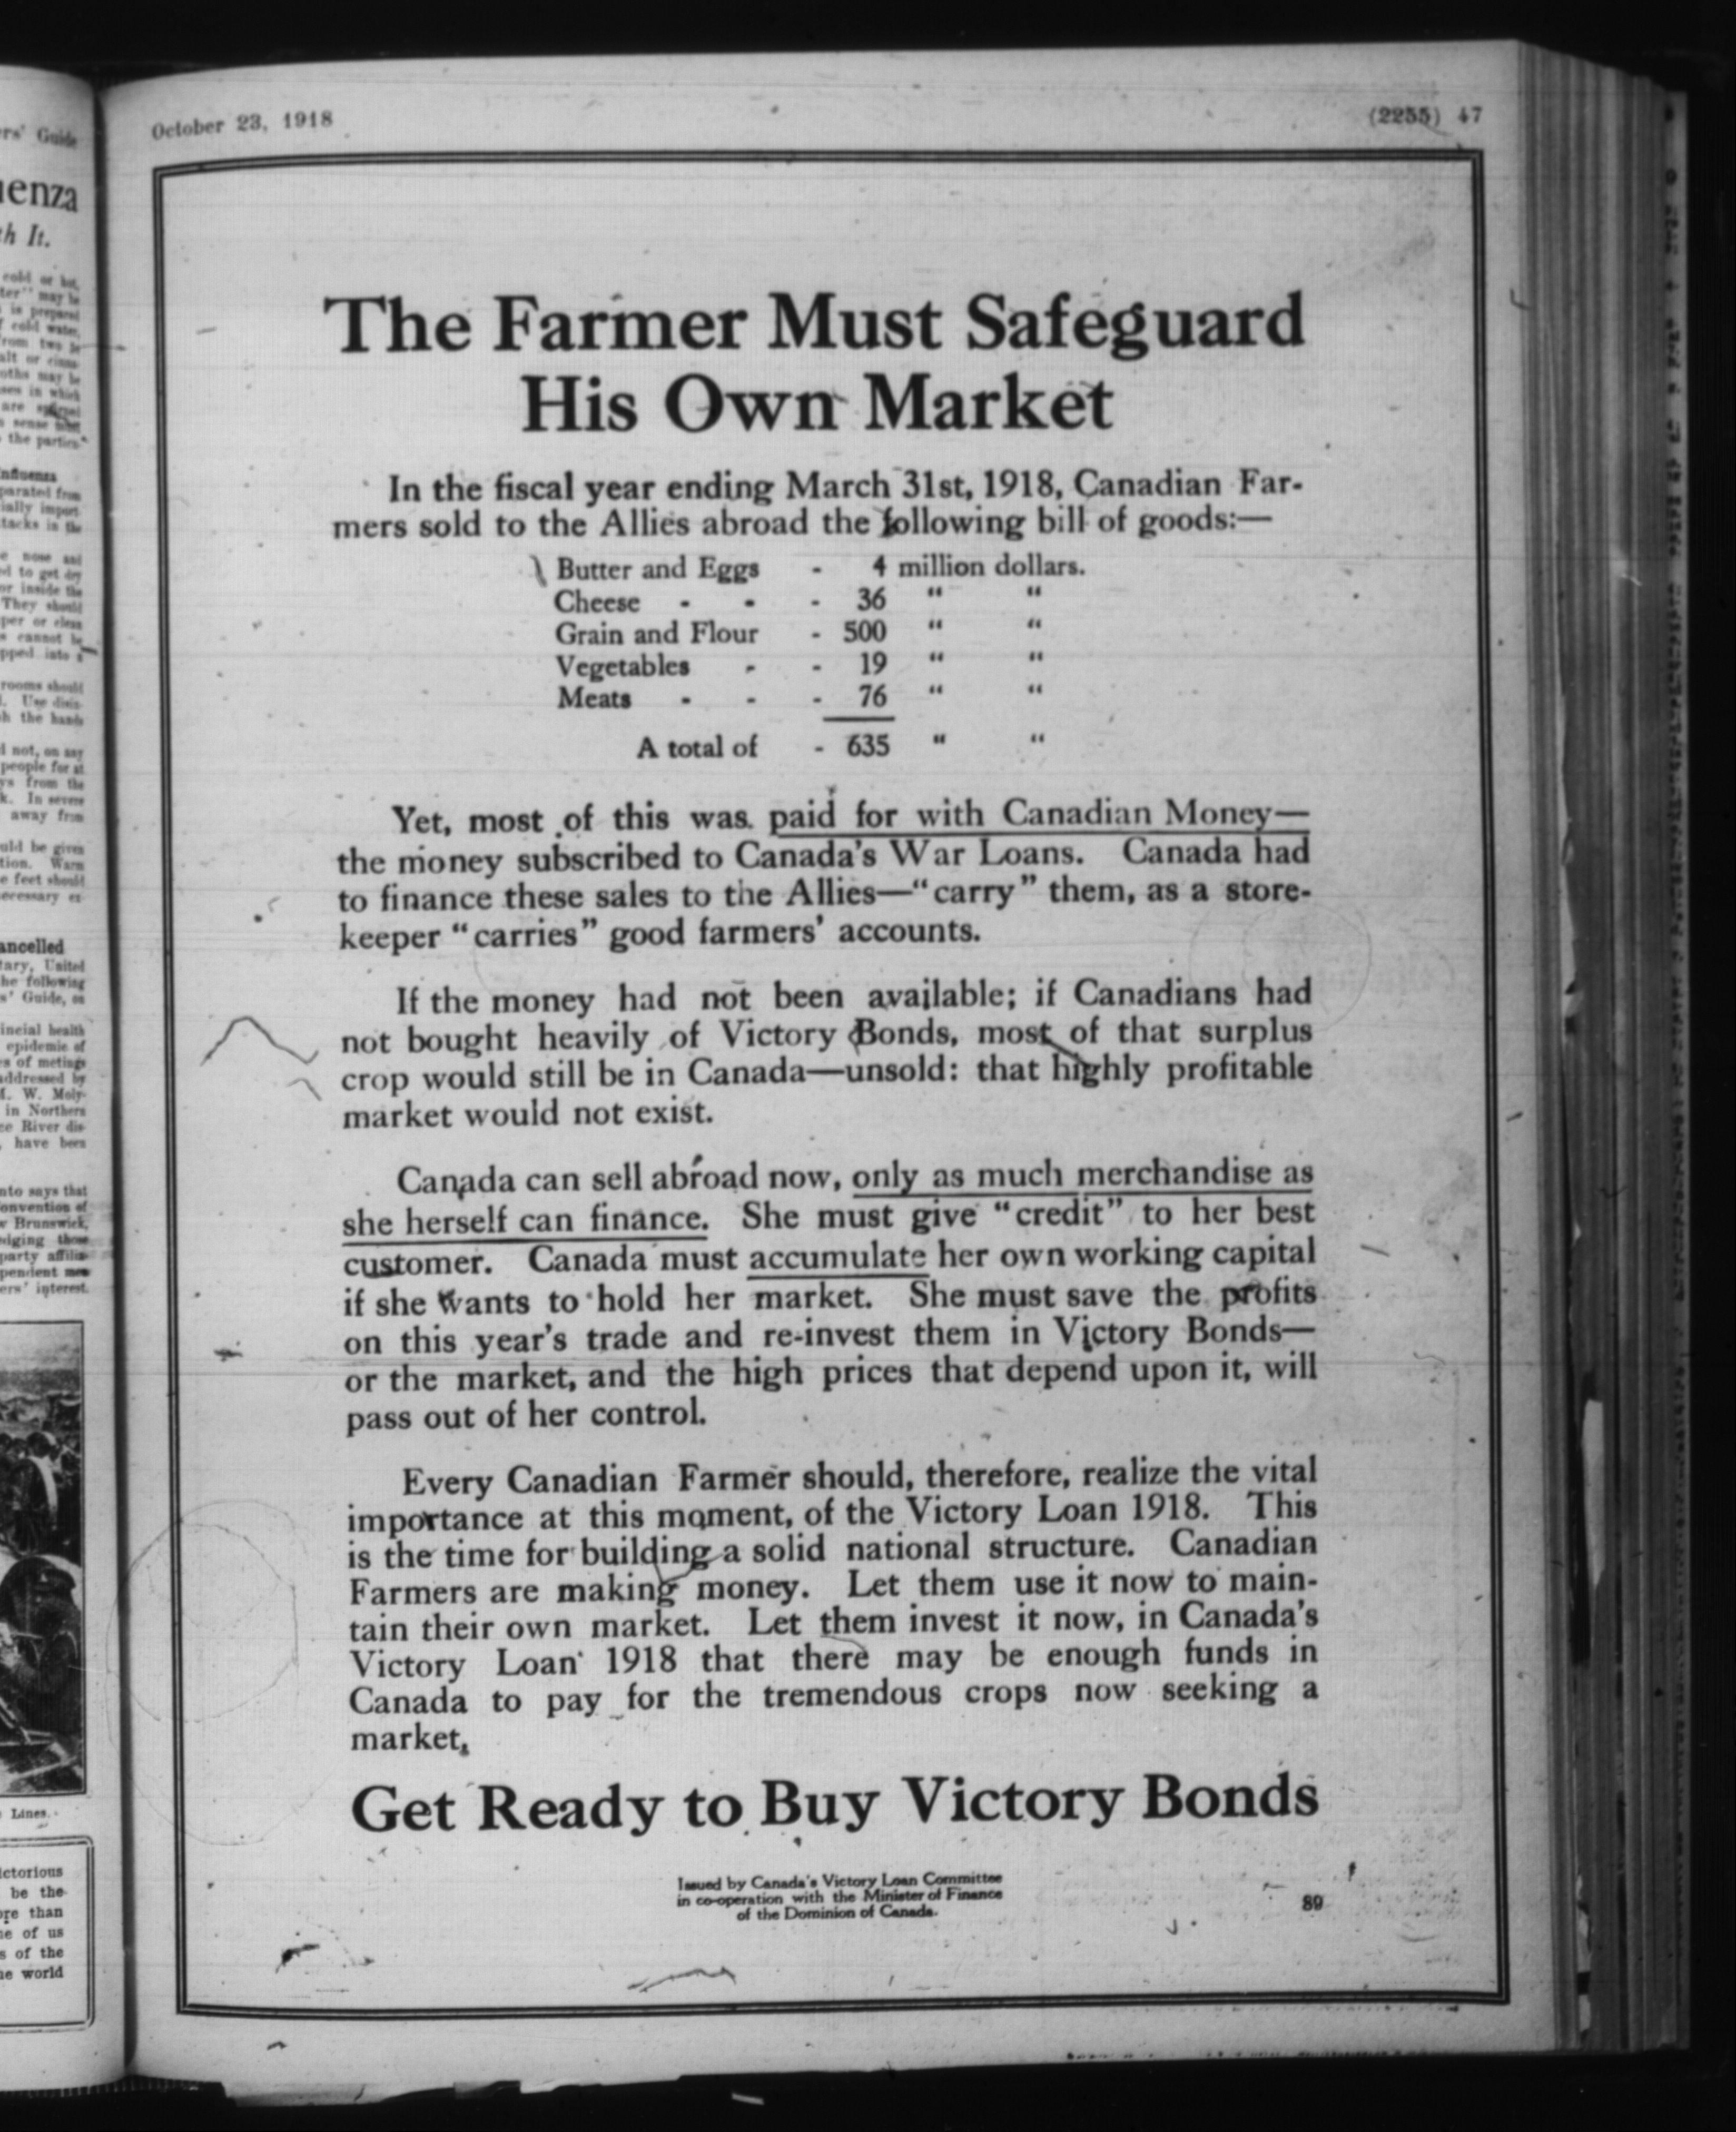 October 23, 1918
(2255) 47
The Farmer Must Safeguard
His Own Market
In the fiscal year ending March 31st, 1918, Canadian Far-
mers sold to the Allies abroad the following bill of goods:—
Butter and Eggs - 4 million dollars.
Cheese - - - 36 " "
Grain and Flour - 500 " "
Vegetables - - 19 " "
Meats - - - 76 " "
A total of - 635 " "
Yet, most of this was paid for with Canadian Money—
the money subscribed to Canada's War Loans. Canada had
to finance these sales to the Allies—"carry" them, as a store-
keeper "carries" good farmers' accounts.
If the money had not been available; if Canadians had
not bought heavily of Victory Bonds, most of that surplus
crop would still be in Canada—unsold: that highly profitable
market would not exist.
Canada can sell abroad now, only as much merchandise as
she herself can finance. She must give "credit" to her best
customer. Canada must accumulate her own working capital
if she wants to hold her market. She must save the profits
on this year's trade and re-invest them in Victory Bonds—
or the market, and the high prices that depend upon it, will
pass out of her control.
Every Canadian Farmer should, therefore, realize the vital
importance at this moment, of the Victory Loan 1918. This
is the time for building a solid national structure. Canadian
Farmers are making money. Let them use it now to main-
tain their own market. Let them invest it now, in Canada's
Victory Loan 1918 that there may be enough funds in
Canada to pay for the tremendous crops now seeking a
market.
Get Ready to Buy Victory Bonds
Issued by Canada's Victory Loan Committee
in co-operation with the Minister of Finance
of the Dominion of Canada.
89